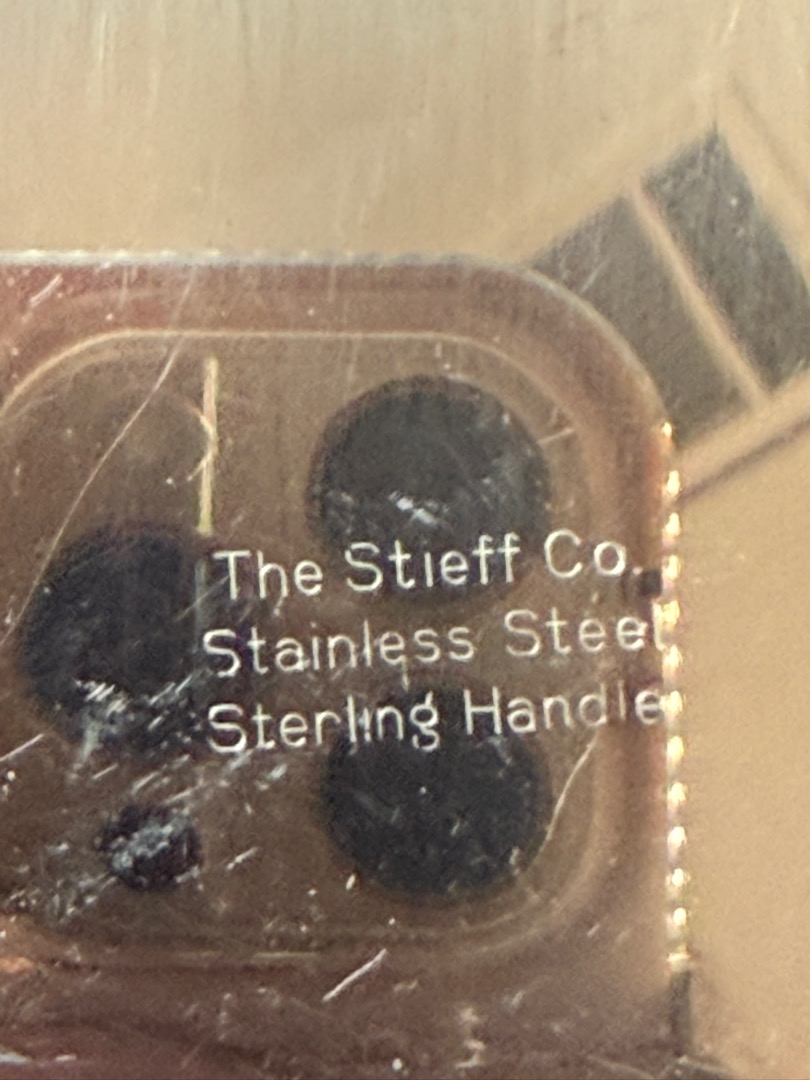 The Stieff Co.
Stainless Steel
Sterling Handle